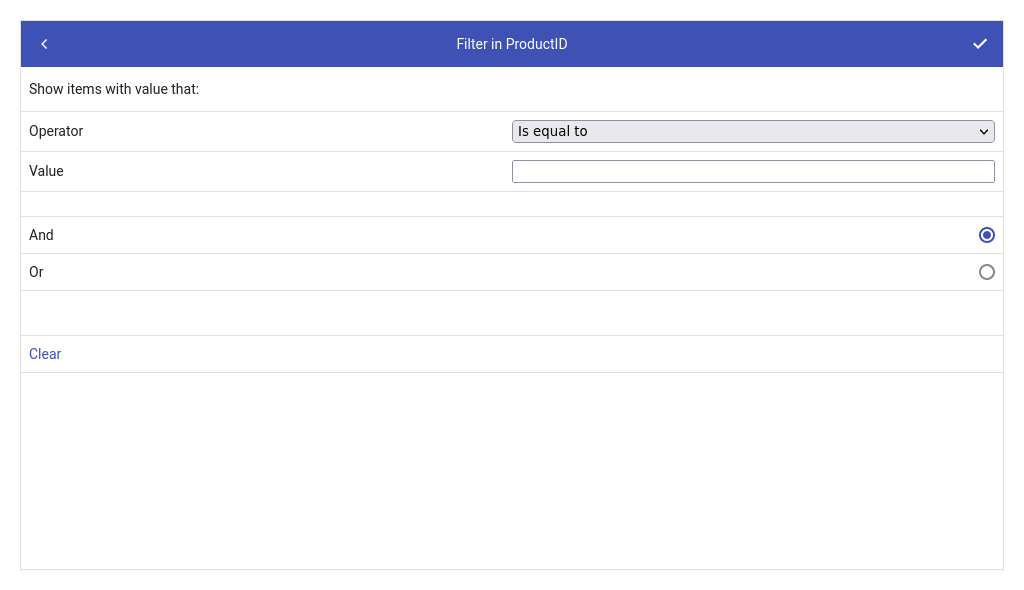 Filter in ProductID
Show items with value that:
Operator
Is equal to
Value
And
Or
Clear